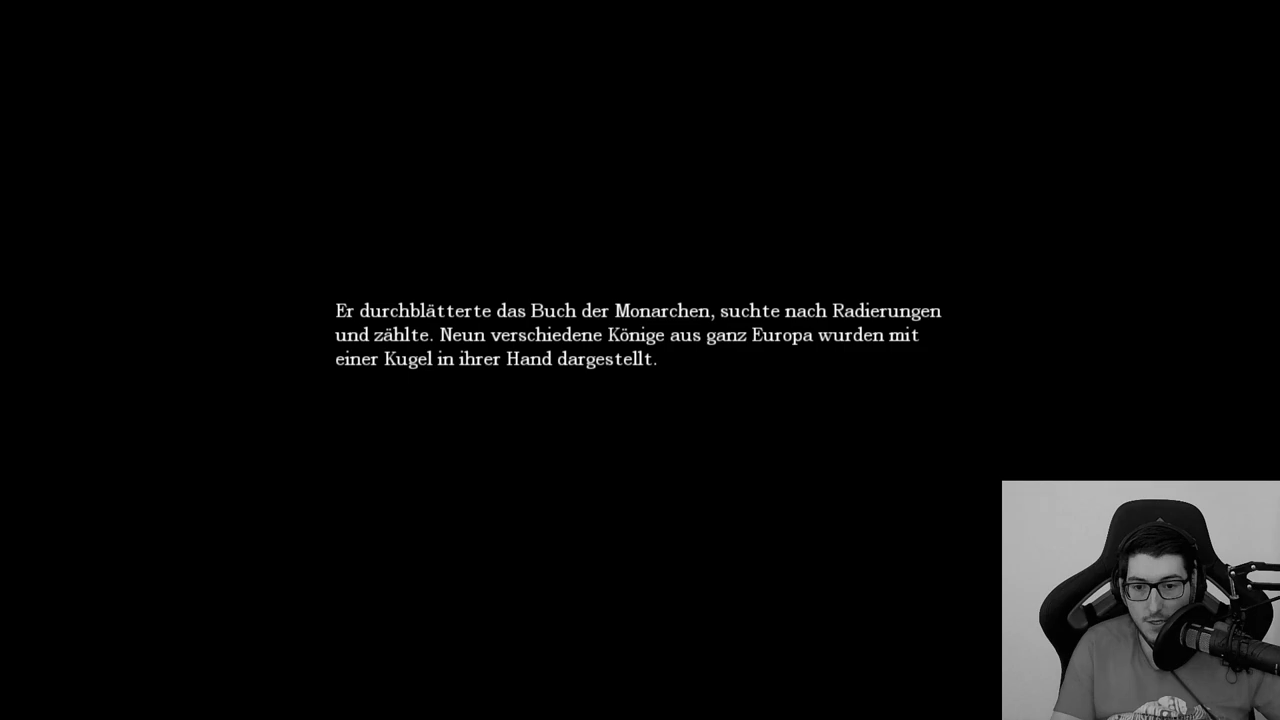 Er durchblätterte das Buch der Monarchen, suchte nach Radierungen
und zählte. Neun verschiedene Könige aus ganz Europa wurden mit
einer Kugel in ihrer Hand dargestellt.